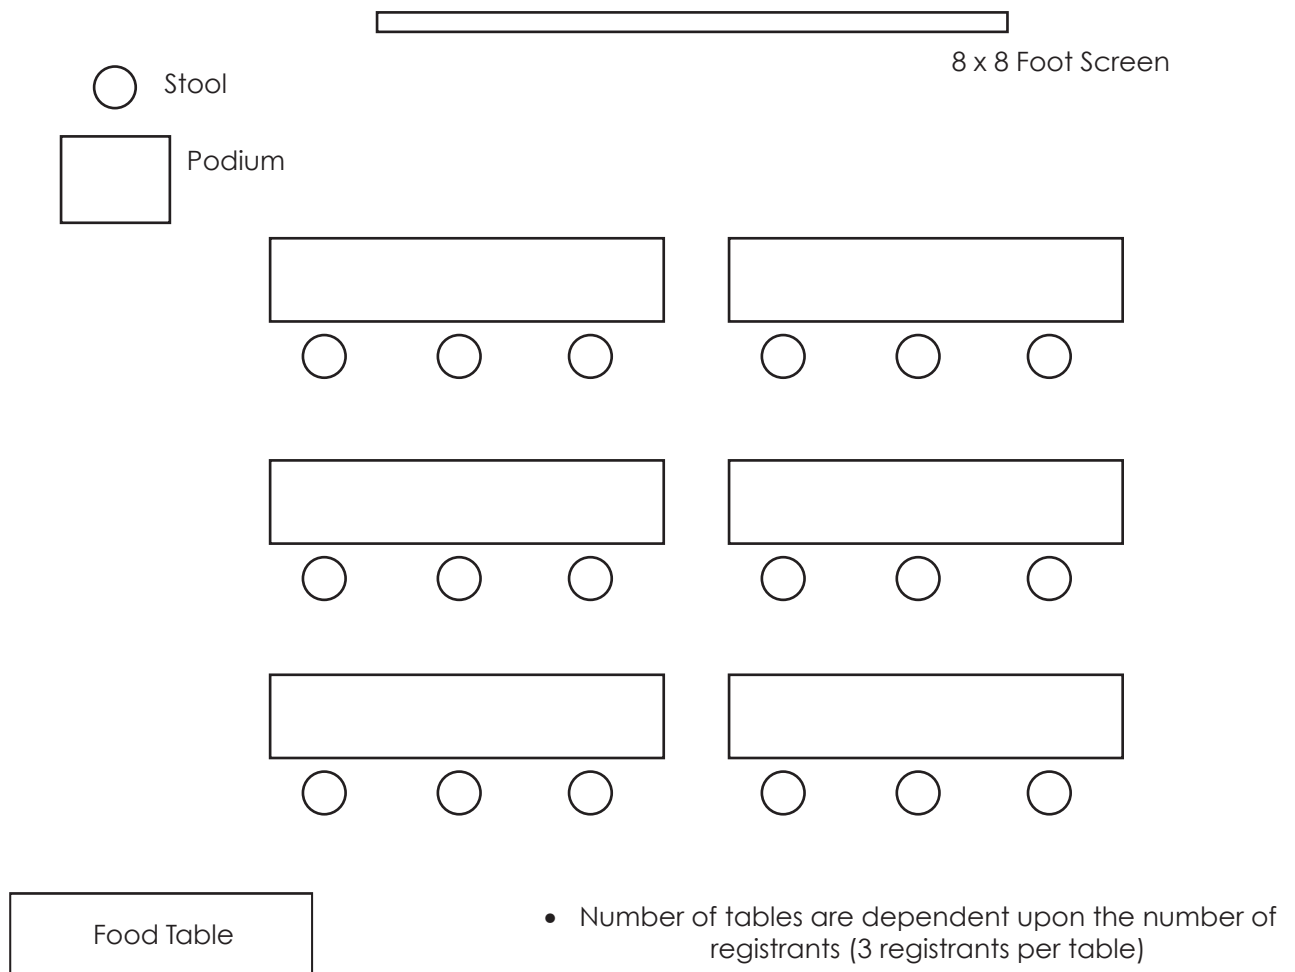 8 x 8 Foot Screen
Stool
Podium
Food Table
• Number of tables are dependent upon the number of
registrants (3 registrants per table)